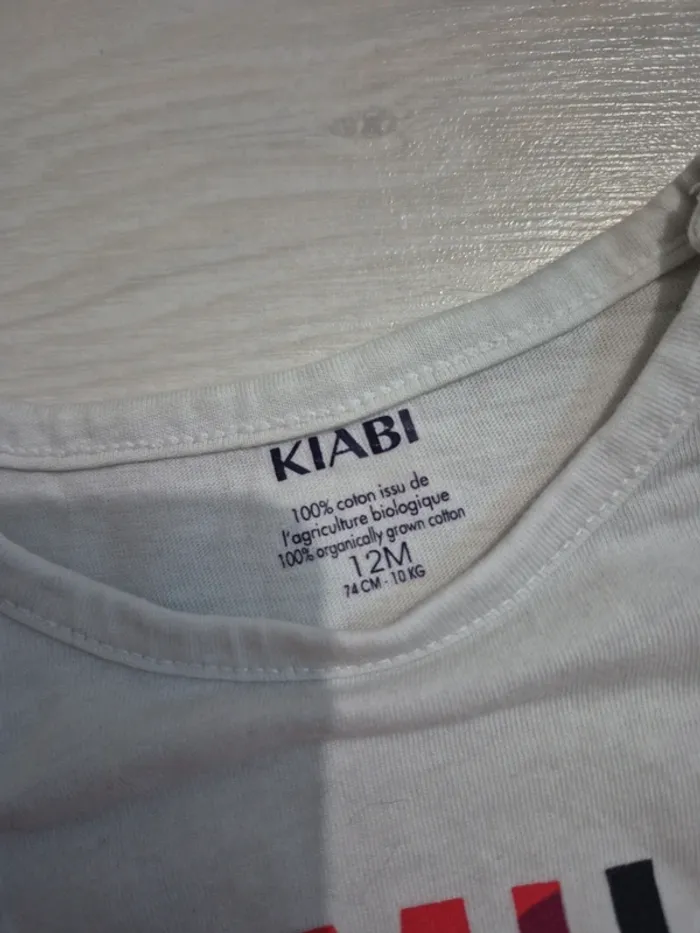 KIABI
100% coton issu de
l'agriculture biologique
100% organically grown cotton
12M
74 CM - 10 KG